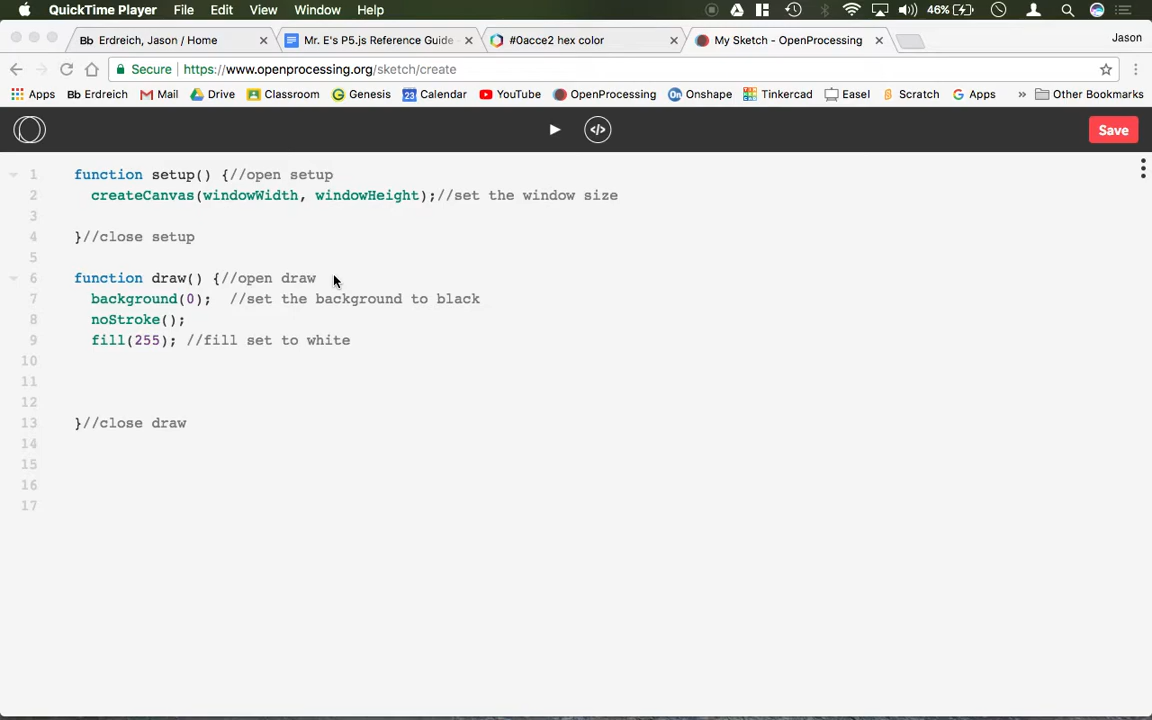 QuickTime Player File Edit View Window Help 46%
Bb Erdreich, Jason / Home Mr. E's P5.js Reference Guide - #0acce2 hex color My Sketch - OpenProcessing Jason
Secure https://www.openprocessing.org/sketch/create
Apps Bb Erdreich Mail Drive Classroom Genesis 23 Calendar YouTube OpenProcessing Onshape Tinkercad Easel Scratch Apps » Other Bookmarks
</> Save
1 function setup() {//open setup
2 createCanvas(windowWidth, windowHeight);//set the window size
3
4 }//close setup
5
6 function draw() {//open draw
7 background(0); //set the background to black
8 noStroke();
9 fill(255); //fill set to white
10
11
12
13 }//close draw
14
15
16
17